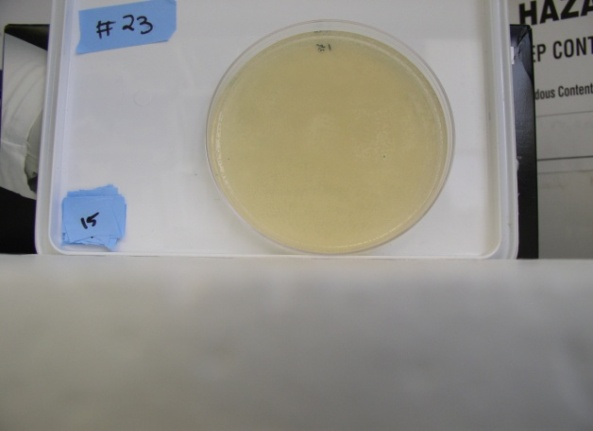 # 23
15
HAZA
EP CONT
dous Content